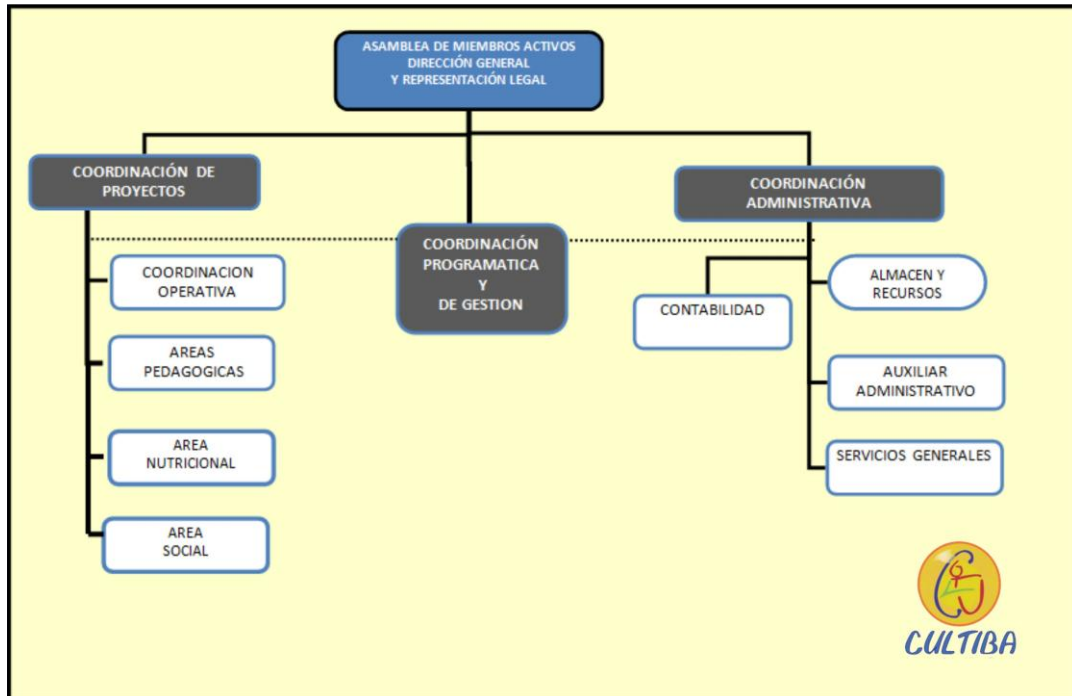 ASAMBLEA DE MIEMBROS ACTIVOS
DIRECCIÓN GENERAL
Y REPRESENTACIÓN LEGAL
COORDINACIÓN DE
PROYECTOS
COORDINACION
OPERATIVA
AREAS
PEDAGOGICAS
AREA
NUTRICIONAL
AREA
SOCIAL
COORDINACIÓN
PROGRAMATICA
Y
DE GESTION
COORDINACIÓN
ADMINISTRATIVA
CONTABILIDAD
ALMACEN Y
RECURSOS
AUXILIAR
ADMINISTRATIVO
SERVICIOS GENERALES
CULTIBA